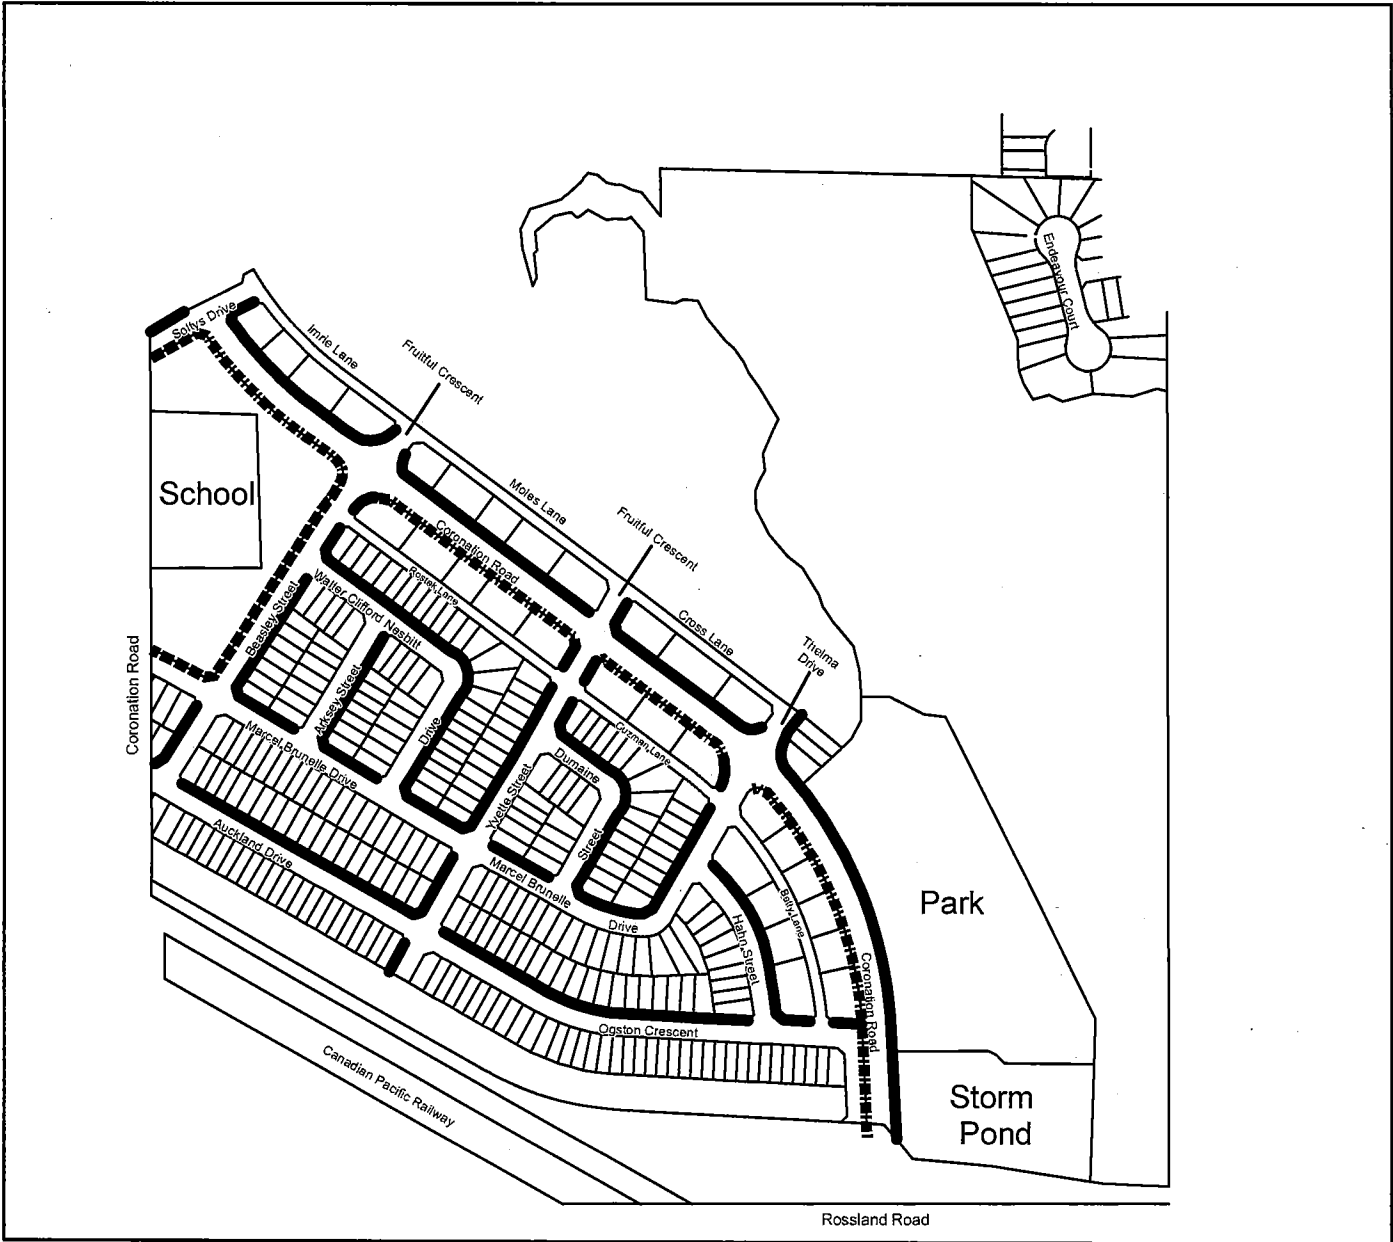 Endeavour Court
Soltys Drive
Imrie Lane
Fruitful Crescent
School
Moles Lane
Coronation Road
Fruitful Crescent
Rostek Lane
Walter Clifford Nesbitt
Drive
Beasley Street
Arksey Street
Cross Lane
Thelma
Drive
Coronation Road
Guzman Lane
Dumaine
Street
Yvette Street
Marcel Brunelle Drive
Auckland Drive
Marcel Brunelle
Drive
Hahn Street
Betty Lane
Park
Coronation Road
Ogston Crescent
Canadian Pacific Railway
Storm
Pond
Rossland Road